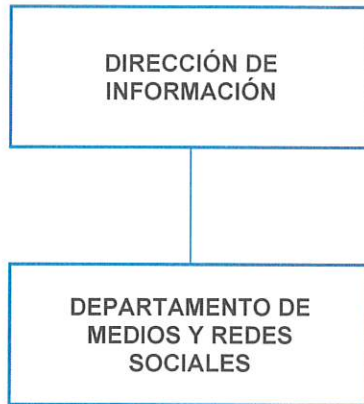 DIRECCIÓN DE
INFORMACIÓN
DEPARTAMENTO DE
MEDIOS Y REDES
SOCIALES